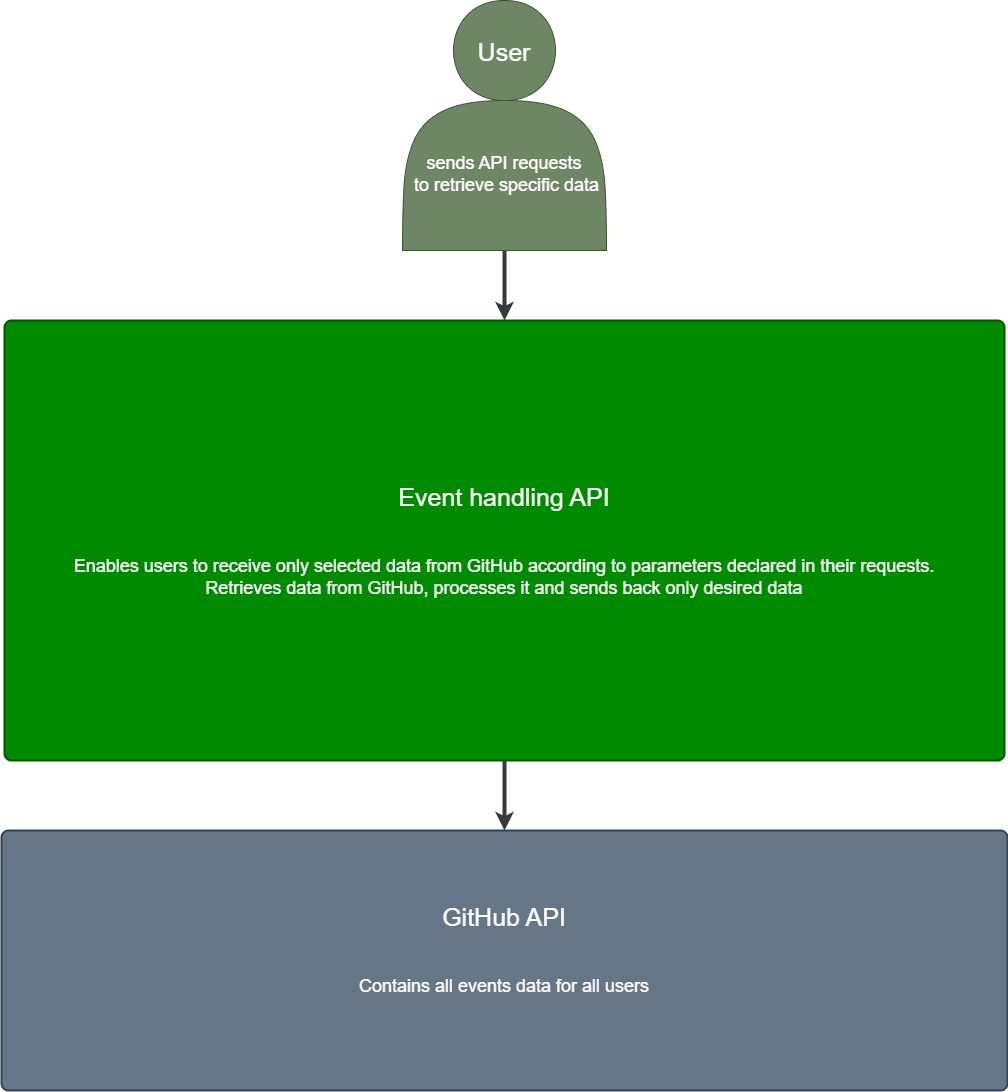 User
sends API requests
to retrieve specific data
Event handling API
Enables users to receive only selected data from GitHub according to parameters declared in their requests.
Retrieves data from GitHub, processes it and sends back only desired data
GitHub API
Contains all events data for all users